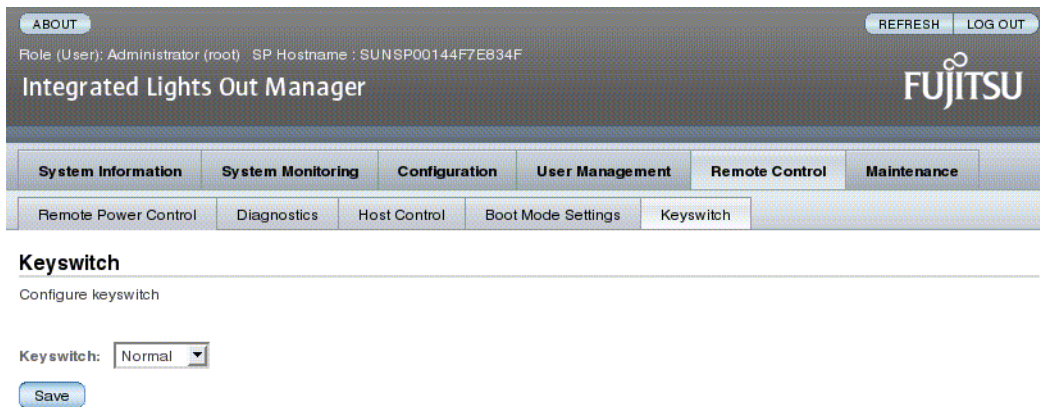 ABOUT REFRESH LOG OUT
Role (User): Administrator (root) SP Hostname : SUNSP00144F7E834F
Integrated Lights Out Manager
FUJITSU
System Information System Monitoring Configuration User Management Remote Control Maintenance
Remote Power Control Diagnostics Host Control Boot Mode Settings Keyswitch
Keyswitch
Configure keyswitch
Keyswitch: Normal
Save